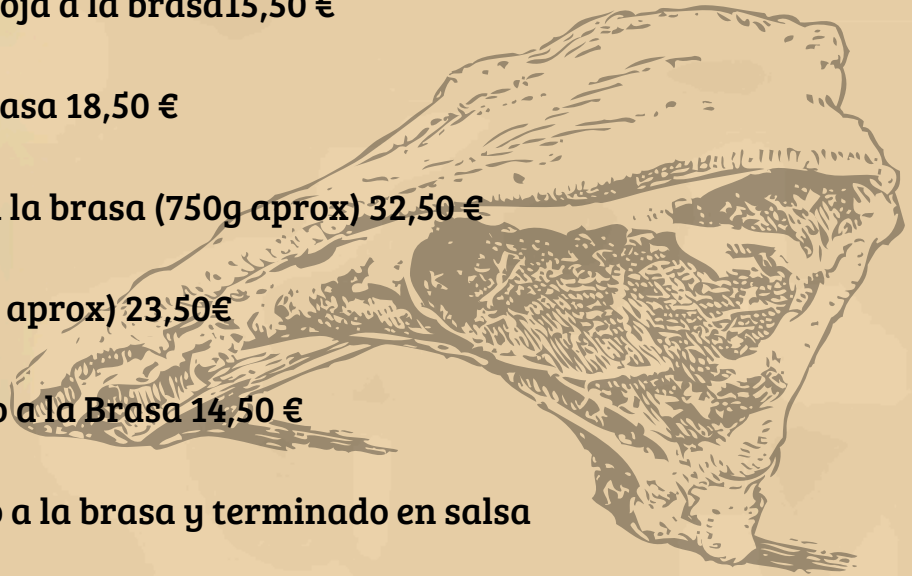 oja a la brasa15,50 €
asa 18,50 €
la brasa (750g aprox) 32,50 €
aprox) 23,50€
o a la Brasa 14,50 €
o a la brasa y terminado en salsa